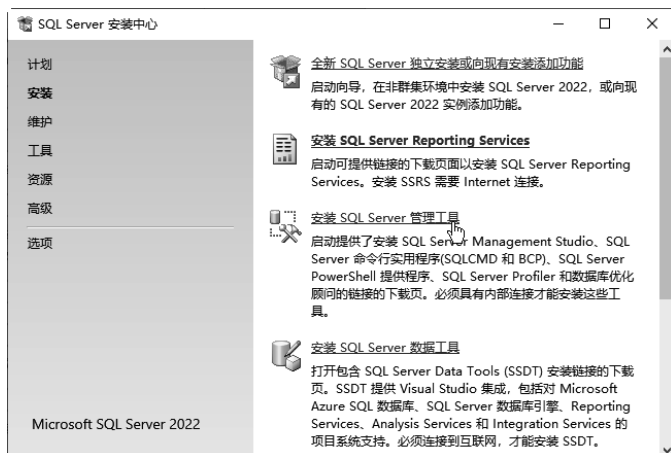 SQL Server 安装中心
计划
安装
维护
工具
资源
高级
选项
Microsoft SQL Server 2022
全新 SQL Server 独立安装或向现有安装添加功能
启动向导，在非群集环境中安装 SQL Server 2022，或向现
有的 SQL Server 2022 实例添加功能。
安装 SQL Server Reporting Services
启动可提供链接的下载页面以安装 SQL Server Reporting
Services。安装 SSRS 需要 Internet 连接。
安装 SQL Server 管理工具
启动提供了安装 SQL Server Management Studio、SQL
Server 命令行实用程序(SQLCMD 和 BCP)、SQL Server
PowerShell 提供程序、SQL Server Profiler 和数据库优化
顾问的链接的下载页。必须具有内部连接才能安装这些工
具。
安装 SQL Server 数据工具
打开包含 SQL Server Data Tools (SSDT) 安装链接的下载
页。SSDT 提供 Visual Studio 集成，包括对 Microsoft
Azure SQL 数据库、SQL Server 数据库引擎、Reporting
Services、Analysis Services 和 Integration Services 的
项目系统支持。必须连接到互联网，才能安装 SSDT。